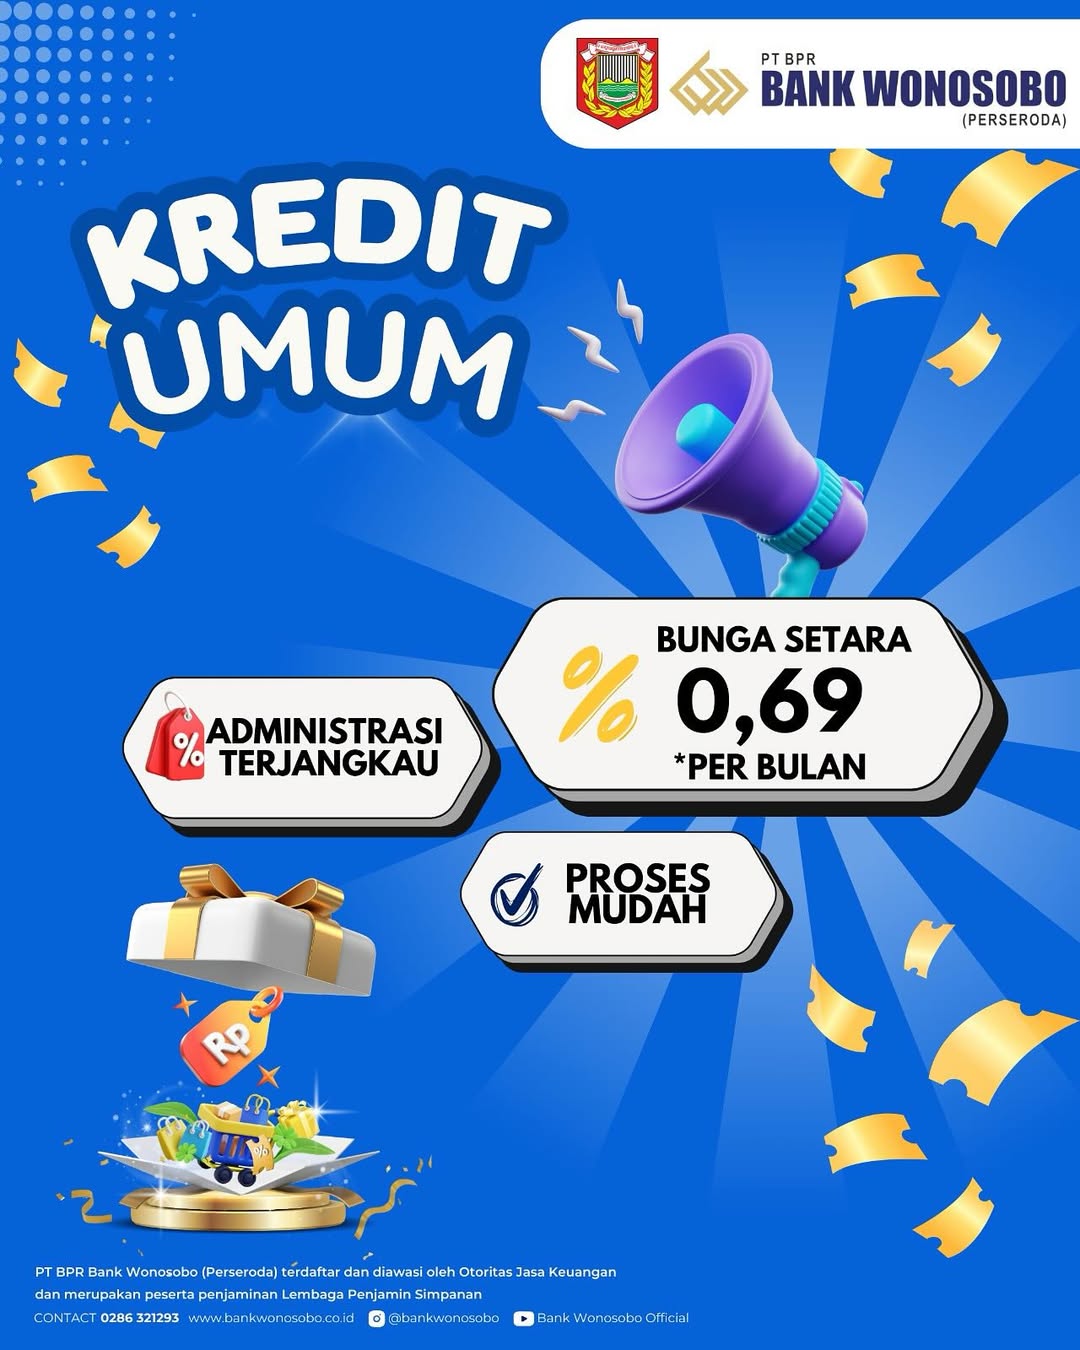 PT BPR
BANK WONOSOBO
(PERSERODA)
KREDIT
UMUM
BUNGA SETARA
% 0,69
*PER BULAN
% ADMINISTRASI
TERJANGKAU
PROSES
MUDAH
Rp
%
PT BPR Bank Wonosobo (Perseroda) terdaftar dan diawasi oleh Otoritas Jasa Keuangan
dan merupakan peserta penjaminan Lembaga Penjamin Simpanan
CONTACT 0286 321293 www.bankwonosobo.co.id @bankwonosobo Bank Wonosobo Official